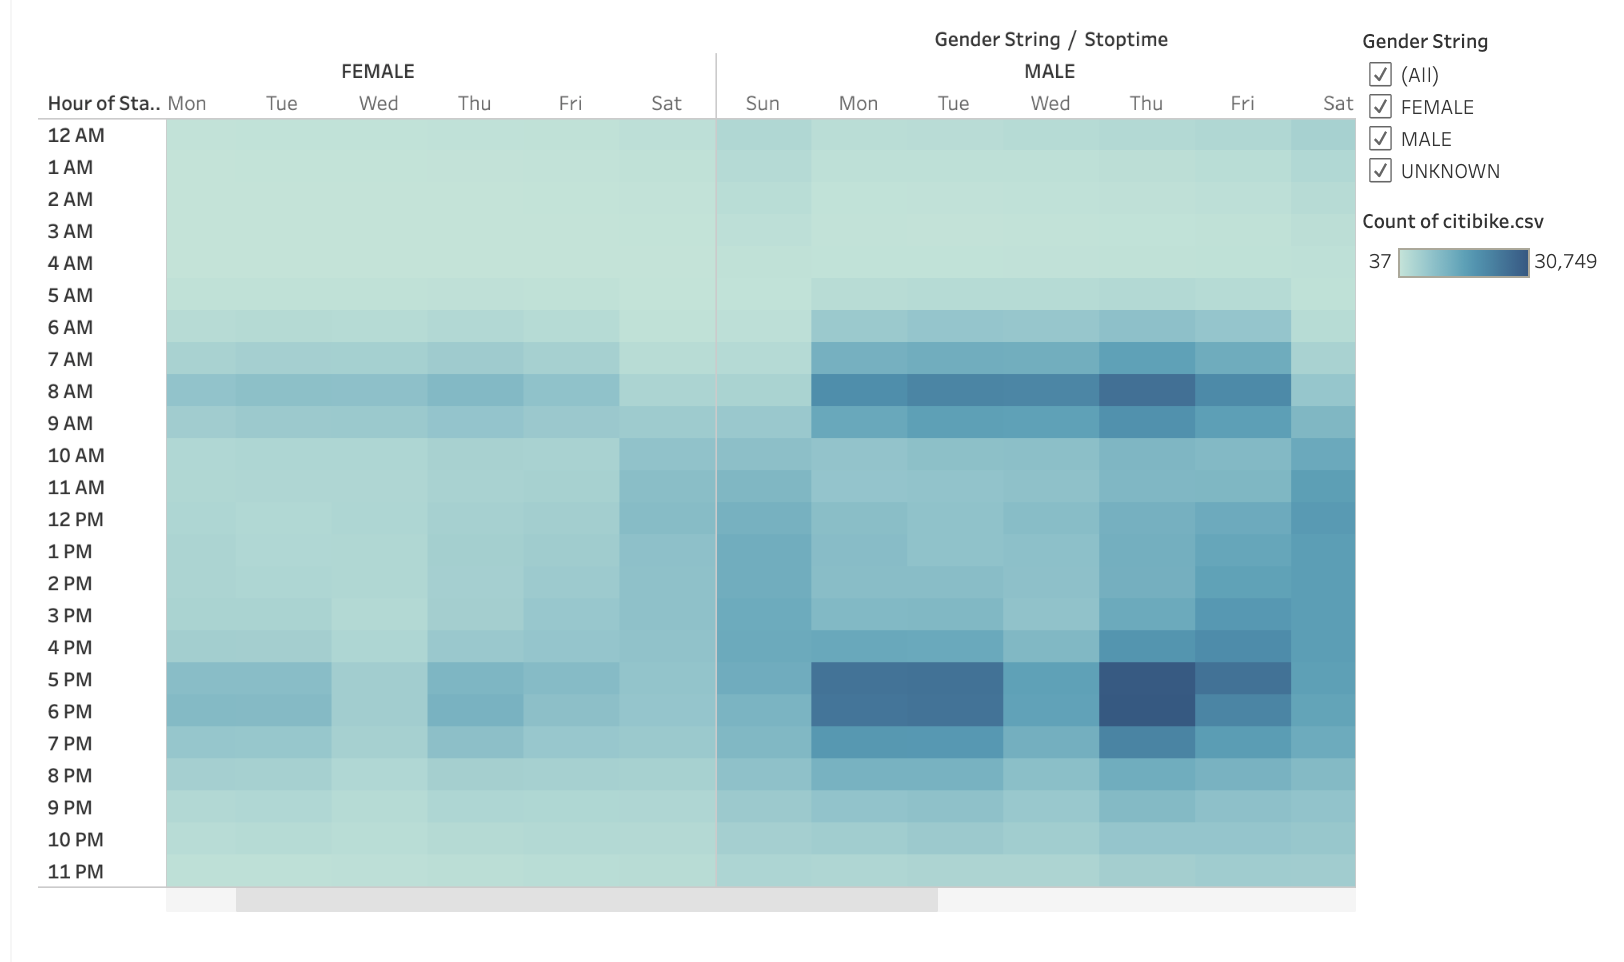 Gender String / Stoptime
FEMALE MALE
Hour of Sta.. Mon Tue Wed Thu Fri Sat Sun Mon Tue Wed Thu Fri Sat
12 AM
1 AM
2 AM
3 AM
4 AM
5 AM
6 AM
7 AM
8 AM
9 AM
10 AM
11 AM
12 PM
1 PM
2 PM
3 PM
4 PM
5 PM
6 PM
7 PM
8 PM
9 PM
10 PM
11 PM
Gender String
(All)
FEMALE
MALE
UNKNOWN
Count of citibike.csv
37 30,749